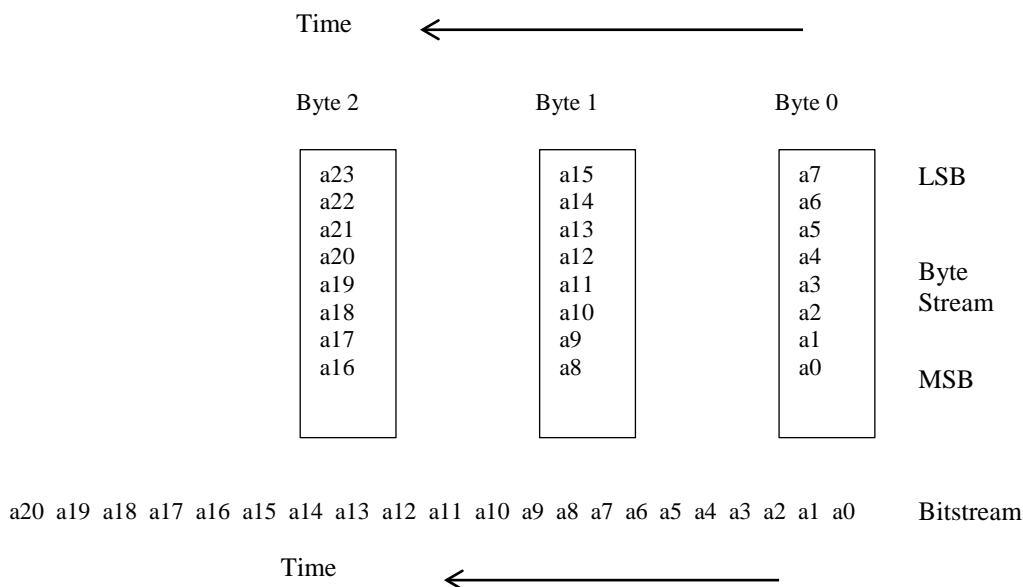 Time
Byte 2 Byte 1 Byte 0
a23 a15 a7 LSB
a22 a14 a6
a21 a13 a5
a20 a12 a4
a19 a11 a3 Byte
a18 a10 a2 Stream
a17 a9 a1
a16 a8 a0 MSB
a20 a19 a18 a17 a16 a15 a14 a13 a12 a11 a10 a9 a8 a7 a6 a5 a4 a3 a2 a1 a0 Bitstream
Time